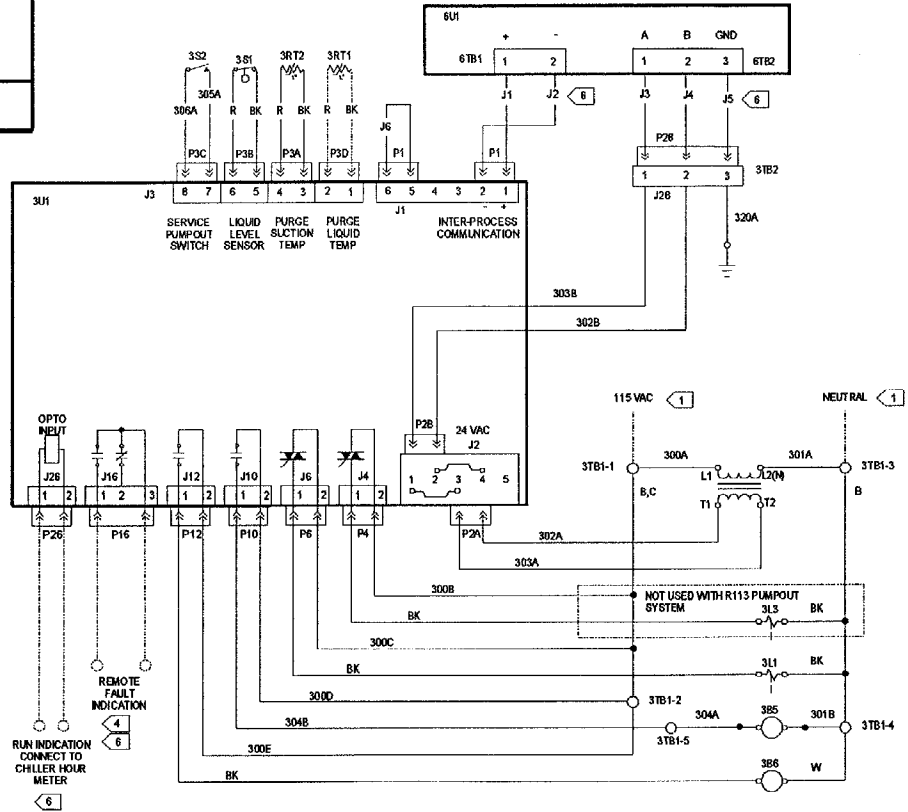 6U1
+ - A B GND
6TB1 1 2 1 2 3 6TB2
3S2 3S1 3RT2 3RT1
J1 J2 6 J3 J4 J5 6
306A 305A R BK R BK R BK J6
P28
P3C P3B P3A P3D P1 P1
1 2 3 3TB2
J28
3U1 J3 8 7 6 5 4 3 2 1 6 5 4 3 2 1
J1 - +
320A
SERVICE PUMPOUT SWITCH
LIQUID LEVEL SENSOR
PURGE SUCTION TEMP
PURGE LIQUID TEMP
INTER-PROCESS COMMUNICATION
303B
302B
115 VAC 1 NEUTRAL 1
OPTO INPUT
P2B 24 VAC
J2
1 2 3 4 5
J26 J16 J12 J10 J6 J4
1 2 1 2 3 1 2 1 2 1 2 1 2
P26 P16 P12 P10 P6 P4 P2A
3TB1-1 300A 301A 3TB1-3
L1 L2(N)
B,C B
T1 T2
302A
303A
300B
NOT USED WITH R113 PUMPOUT
SYSTEM
BK 3L3 BK
300C
BK 3L1 BK
REMOTE
FAULT
INDICATION
4
6
300D 3TB1-2
304B 3TB1-5 304A 3B5 301B 3TB1-4
300E
BK 3B6 W
RUN INDICATION
CONNECT TO
CHILLER HOUR
METER
6